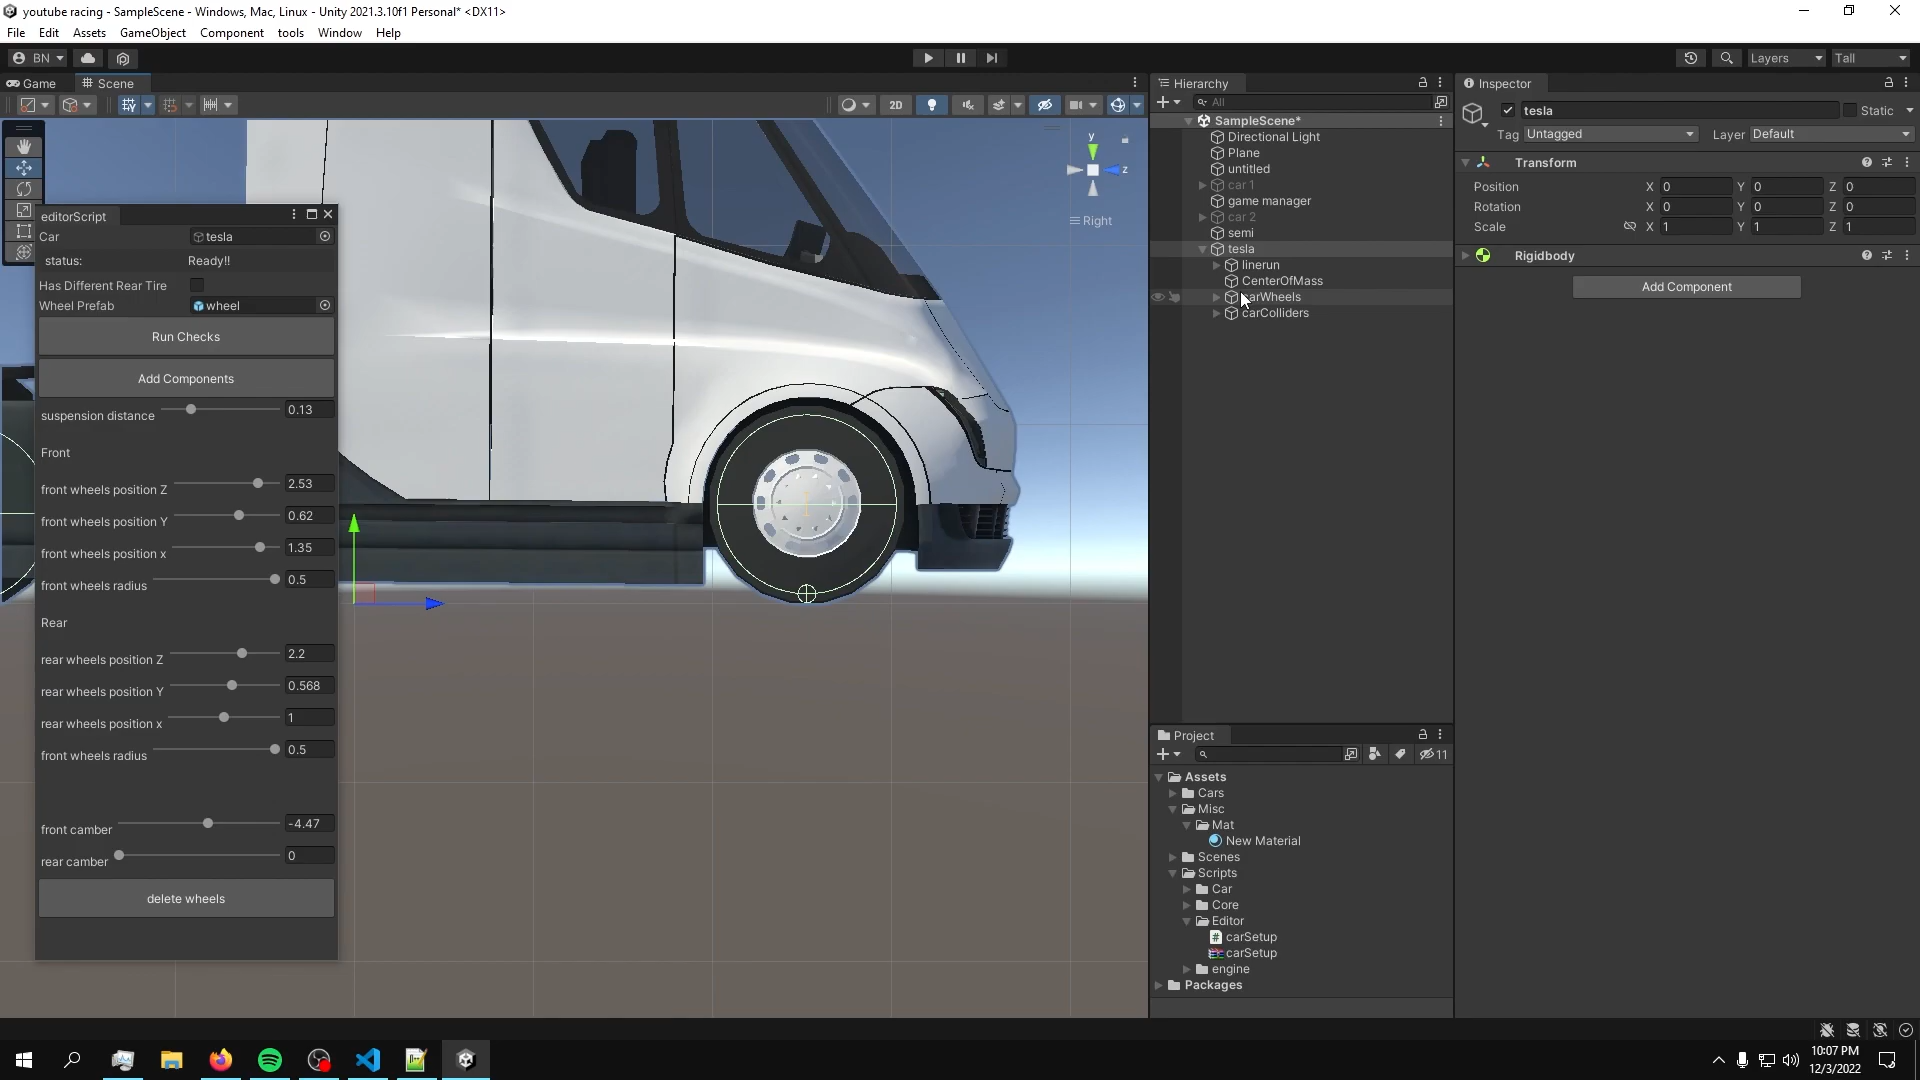 youtube racing - SampleScene - Windows, Mac, Linux - Unity 2021.3.10f1 Personal* <DX11>
File Edit Assets GameObject Component tools Window Help
BN
Layers
Tall
Game
Scene
2D
y
z
Right
editorScript
Car
tesla
status:
Ready!!
Has Different Rear Tire
Wheel Prefab
wheel
Run Checks
Add Components
suspension distance
0.13
Front
front wheels position Z
2.53
front wheels position Y
0.62
front wheels position x
1.35
front wheels radius
0.5
Rear
rear wheels position Z
2.2
rear wheels position Y
0.568
rear wheels position x
1
front wheels radius
0.5
front camber
-4.47
rear camber
0
delete wheels
Hierarchy
All
SampleScene*
Directional Light
Plane
untitled
car 1
game manager
car 2
semi
tesla
linerun
CenterOfMass
arWheels
carColliders
Project
11
Assets
Cars
Misc
Mat
New Material
Scenes
Scripts
Car
Core
Editor
carSetup
carSetup
engine
Packages
Inspector
tesla
Static
Tag Untagged
Layer Default
Transform
Position X 0 Y 0 Z 0
Rotation X 0 Y 0 Z 0
Scale X 1 Y 1 Z 1
Rigidbody
Add Component
10:07 PM
12/3/2022